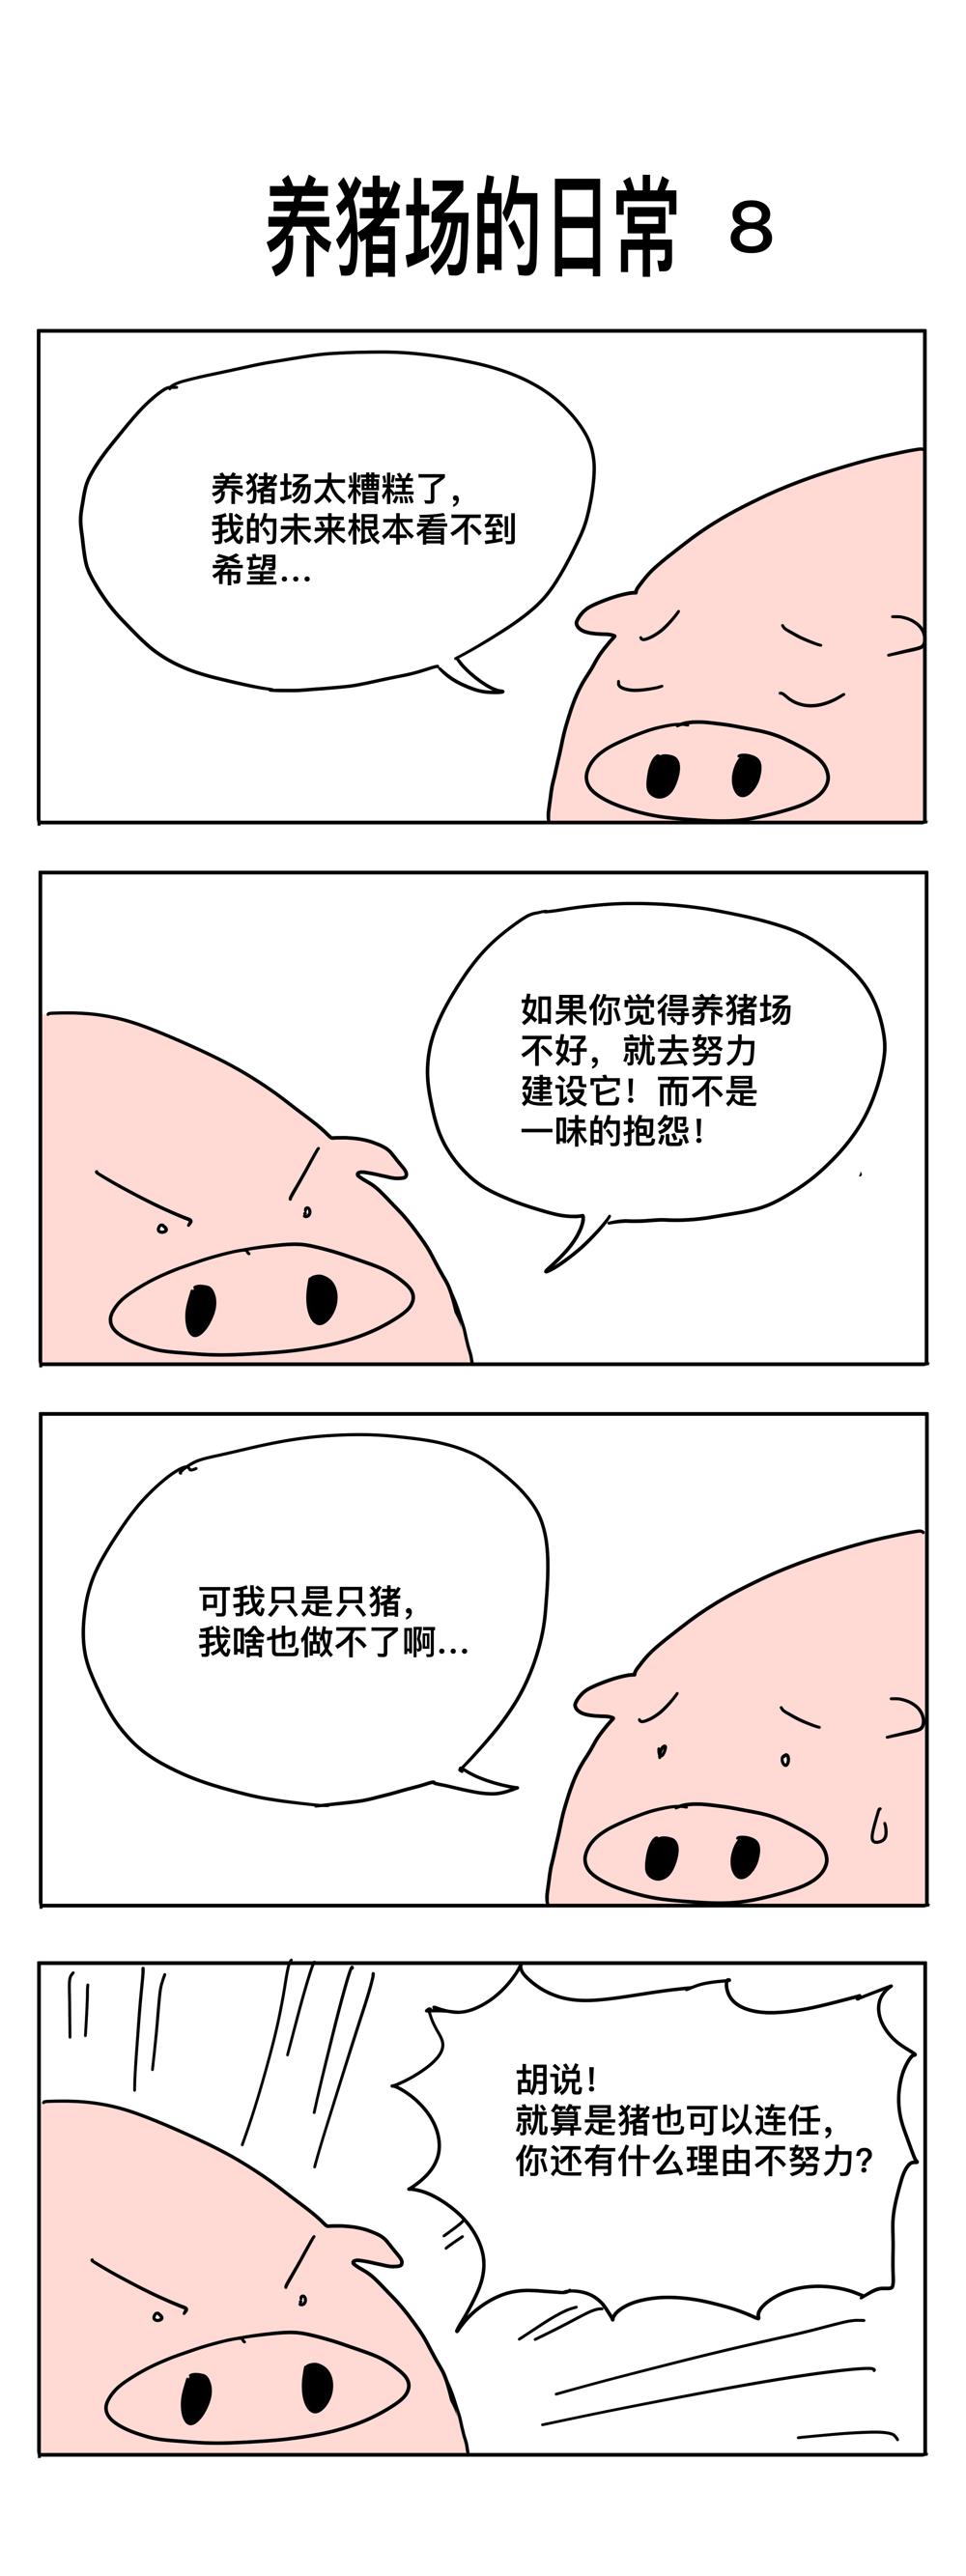 养猪场的日常 8
养猪场太糟糕了，
我的未来根本看不到
希望...
如果你觉得养猪场
不好，就去努力
建设它！而不是
一味的抱怨！
可我只是只猪，
我啥也做不了啊...
胡说！
就算是猪也可以连任，
你还有什么理由不努力？